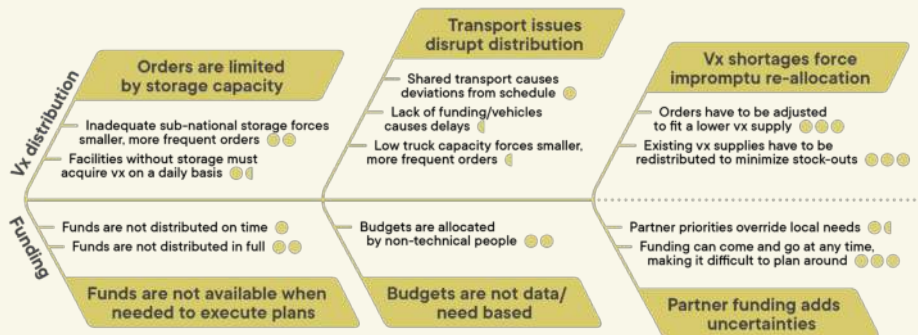 Vx distribution
Orders are limited
by storage capacity
Inadequate sub-national storage forces
smaller, more frequent orders
Facilities without storage must
acquire vx on a daily basis
Transport issues
disrupt distribution
Shared transport causes
deviations from schedule
Lack of funding/vehicles
causes delays
Low truck capacity forces smaller,
more frequent orders
Vx shortages force
impromptu re-allocation
Orders have to be adjusted
to fit a lower vx supply
Existing vx supplies have to be
redistributed to minimize stock-outs
Funding
Funds are not distributed on time
Funds are not distributed in full
Funds are not available when
needed to execute plans
Budgets are allocated
by non-technical people
Budgets are not data/
need based
Partner priorities override local needs
Funding can come and go at any time,
making it difficult to plan around
Partner funding adds
uncertainties